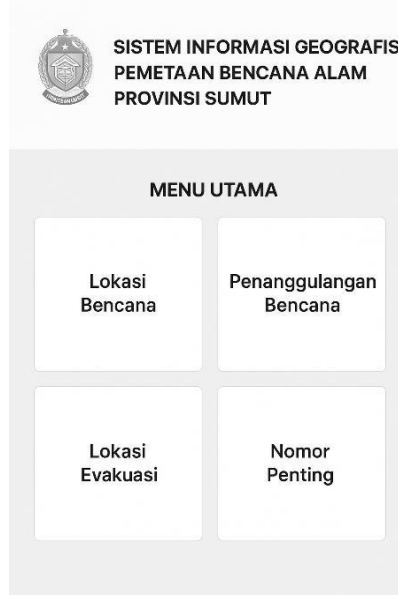 SISTEM INFORMASI GEOGRAFIS
PEMETAAN BENCANA ALAM
PROVINSI SUMUT
MENU UTAMA
Lokasi
Bencana
Penanggulangan
Bencana
Lokasi
Evakuasi
Nomor
Penting